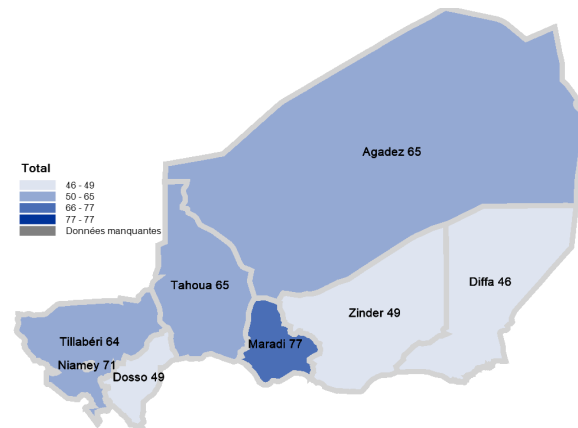 Agadez 65
Total
46 - 49
50 - 65
66 - 77
77 - 77
Données manquantes
Tahoua 65
Diffa 46
Zinder 49
Tillabéri 64
Maradi 77
Niamey 71
Dosso 49